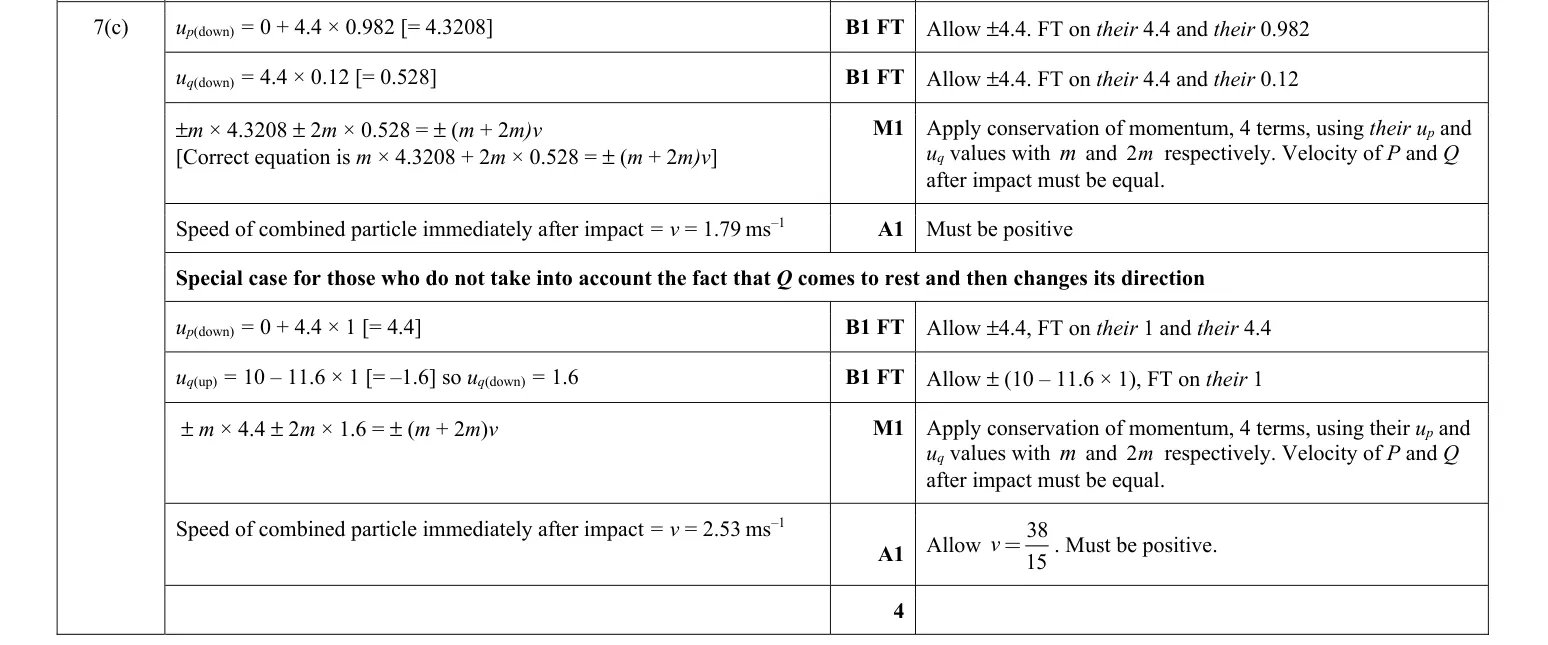 7(c)
u_p(down) = 0 + 4.4 × 0.982 [= 4.3208]
B1 FT
Allow ±4.4. FT on their 4.4 and their 0.982
u_q(down) = 4.4 × 0.12 [= 0.528]
B1 FT
Allow ±4.4. FT on their 4.4 and their 0.12
±m × 4.3208 ± 2m × 0.528 = ± (m + 2m)v
[Correct equation is m × 4.3208 + 2m × 0.528 = ± (m + 2m)v]
M1
Apply conservation of momentum, 4 terms, using their u_p and
u_q values with m and 2m respectively. Velocity of P and Q
after impact must be equal.
Speed of combined particle immediately after impact = v = 1.79 ms⁻¹
A1
Must be positive
Special case for those who do not take into account the fact that Q comes to rest and then changes its direction
u_p(down) = 0 + 4.4 × 1 [= 4.4]
B1 FT
Allow ±4.4, FT on their 1 and their 4.4
u_q(up) = 10 – 11.6 × 1 [= –1.6] so u_q(down) = 1.6
B1 FT
Allow ± (10 – 11.6 × 1), FT on their 1
± m × 4.4 ± 2m × 1.6 = ± (m + 2m)v
M1
Apply conservation of momentum, 4 terms, using their u_p and
u_q values with m and 2m respectively. Velocity of P and Q
after impact must be equal.
Speed of combined particle immediately after impact = v = 2.53 ms⁻¹
A1
Allow v = 38/15 . Must be positive.
4